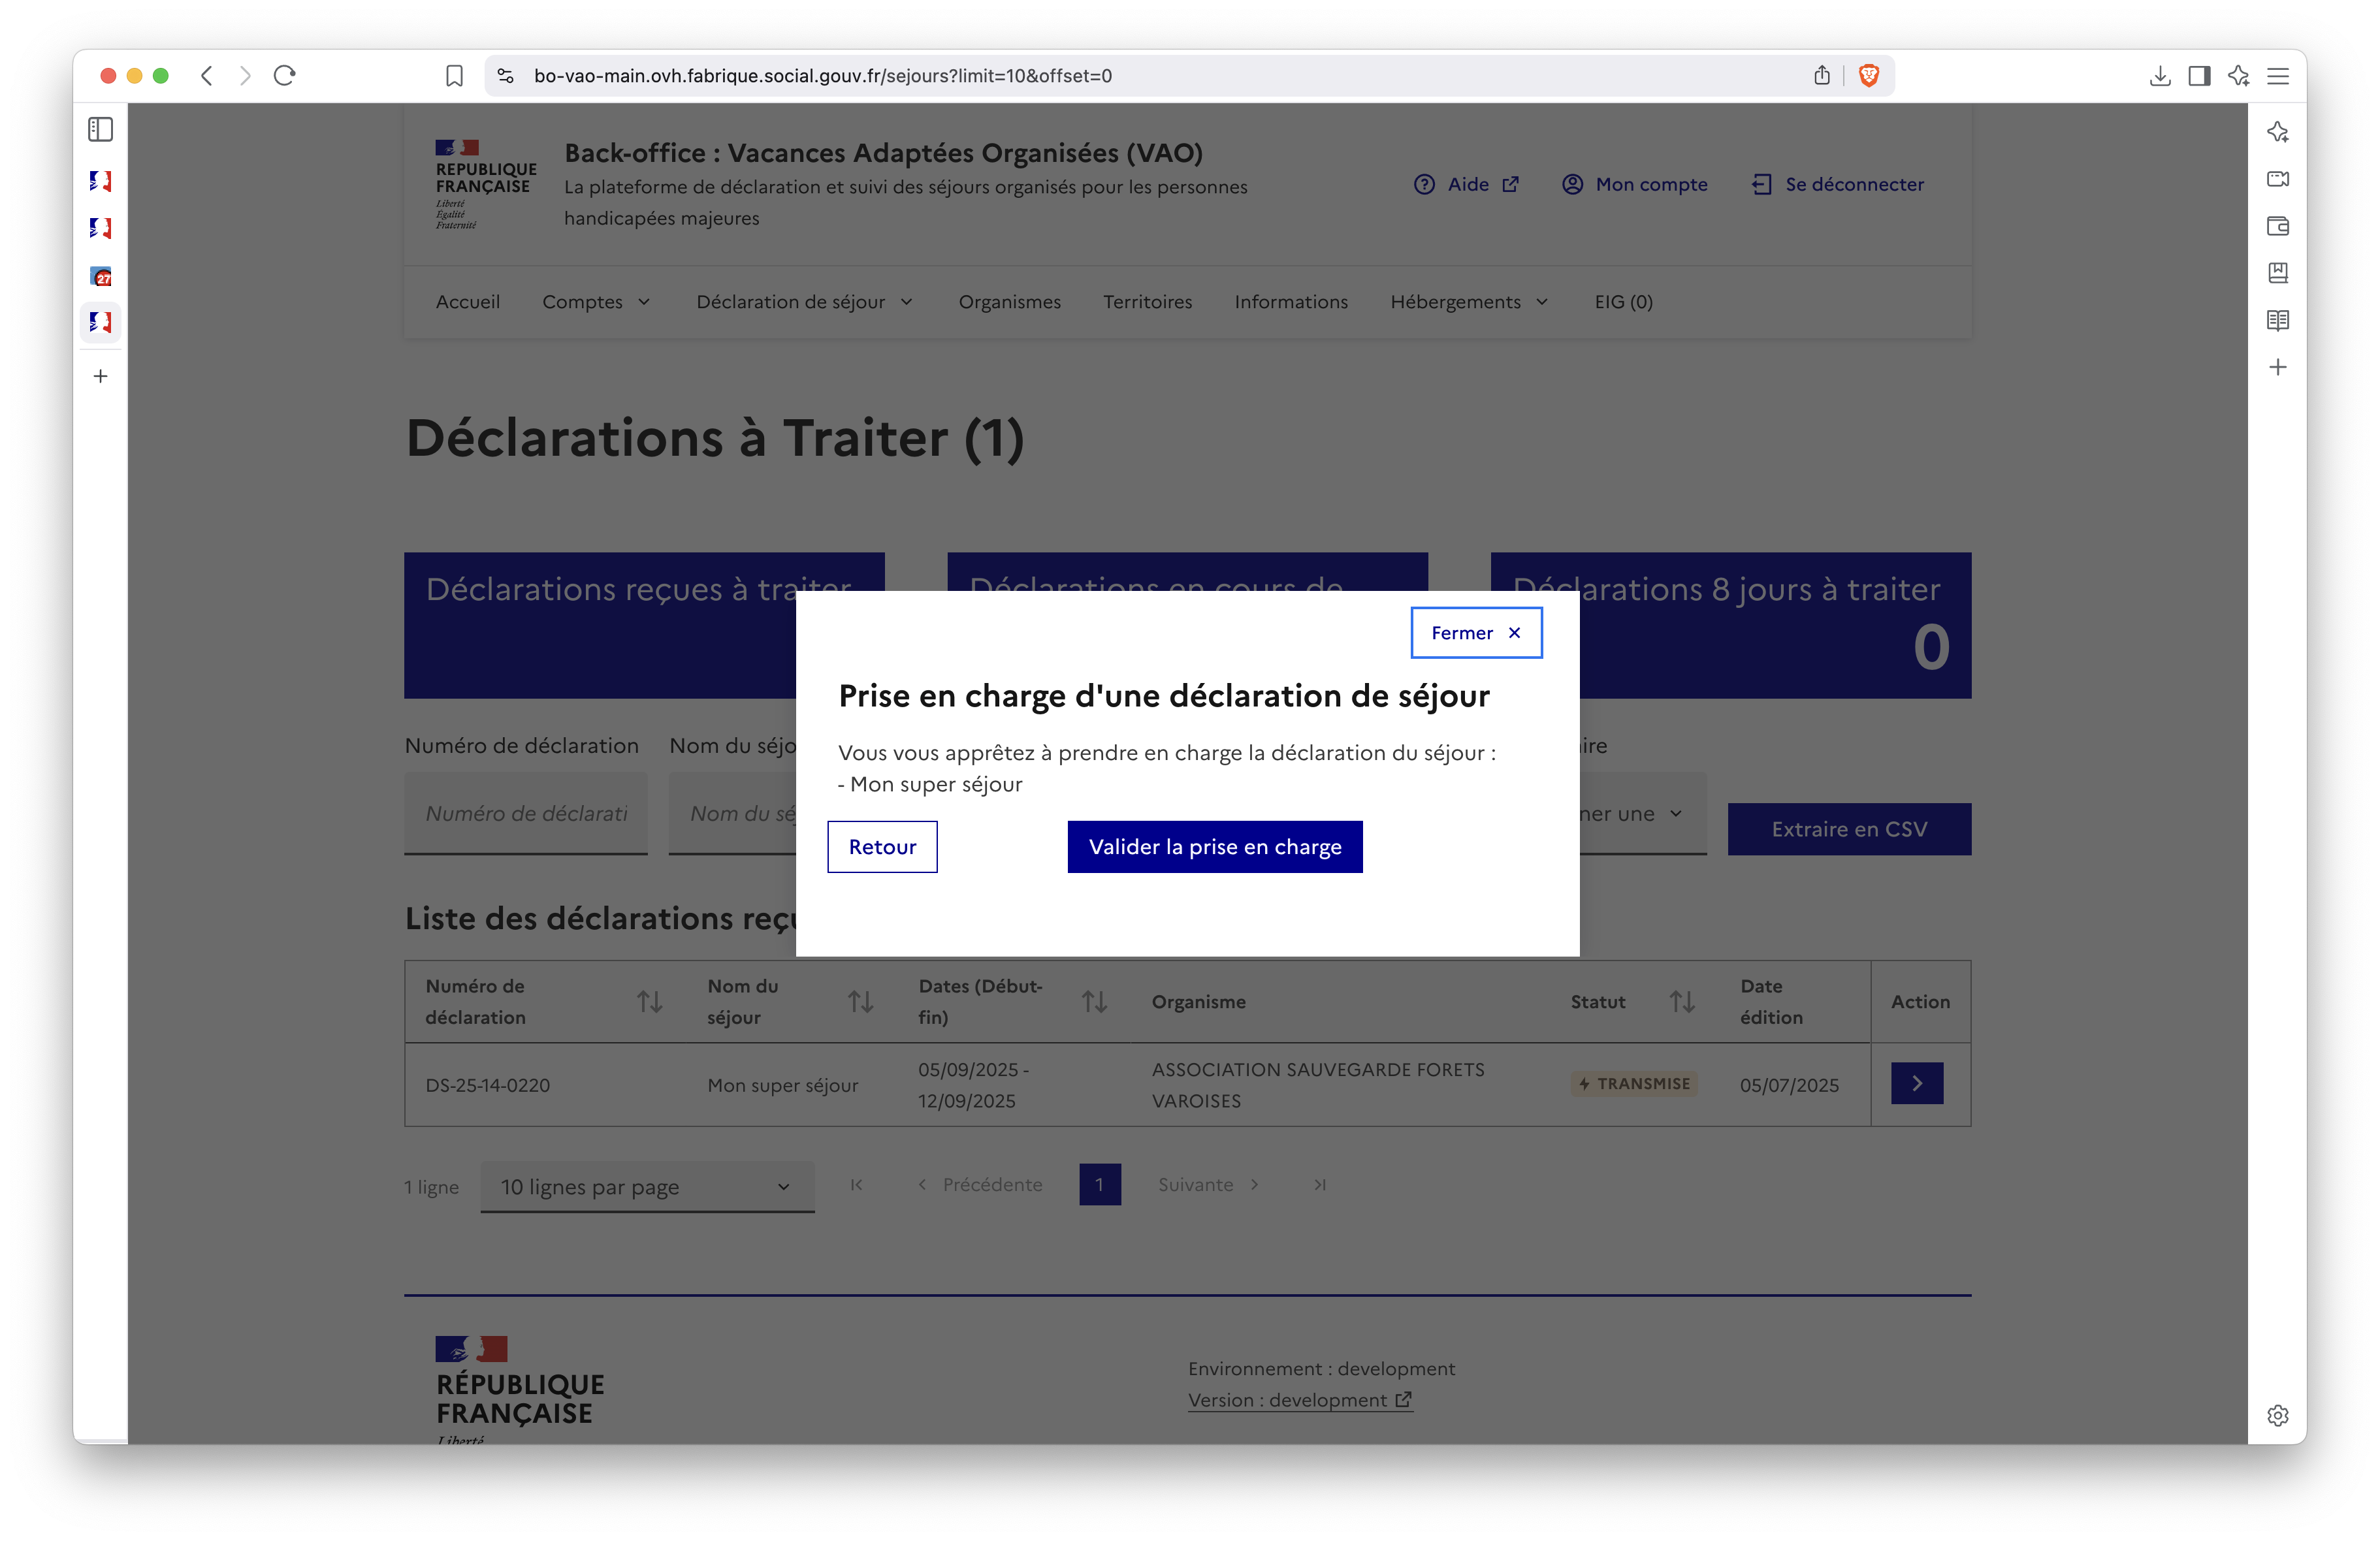 bo-vao-main.ovh.fabrique.social.gouv.fr/sejours?limit=10&offset=0
27
RÉPUBLIQUE
FRANÇAISE
Liberté
Égalité
Fraternité
Back-office : Vacances Adaptées Organisées (VAO)
La plateforme de déclaration et suivi des séjours organisés pour les personnes
handicapées majeures
Aide
Mon compte
Se déconnecter
Accueil
Comptes
Déclaration de séjour
Organismes
Territoires
Informations
Hébergements
EIG (0)
Déclarations à Traiter (1)
Déclarations reçues à traiter
Déclarations en cours de
Déclarations 8 jours à traiter
0
Fermer
Prise en charge d'une déclaration de séjour
Vous vous apprêtez à prendre en charge la déclaration du séjour :
- Mon super séjour
Retour
Valider la prise en charge
Numéro de déclaration
Nom du séjo
ire
Numéro de déclarati
Nom du sé
ner une
Extraire en CSV
Liste des déclarations reçu
Numéro de
déclaration
Nom du
séjour
Dates (Début-
fin)
Organisme
Statut
Date
édition
Action
DS-25-14-0220
Mon super séjour
05/09/2025 -
12/09/2025
ASSOCIATION SAUVEGARDE FORETS
VAROISES
TRANSMISE
05/07/2025
1 ligne
10 lignes par page
Précédente
1
Suivante
RÉPUBLIQUE
FRANÇAISE
Liberté
Environnement : development
Version : development